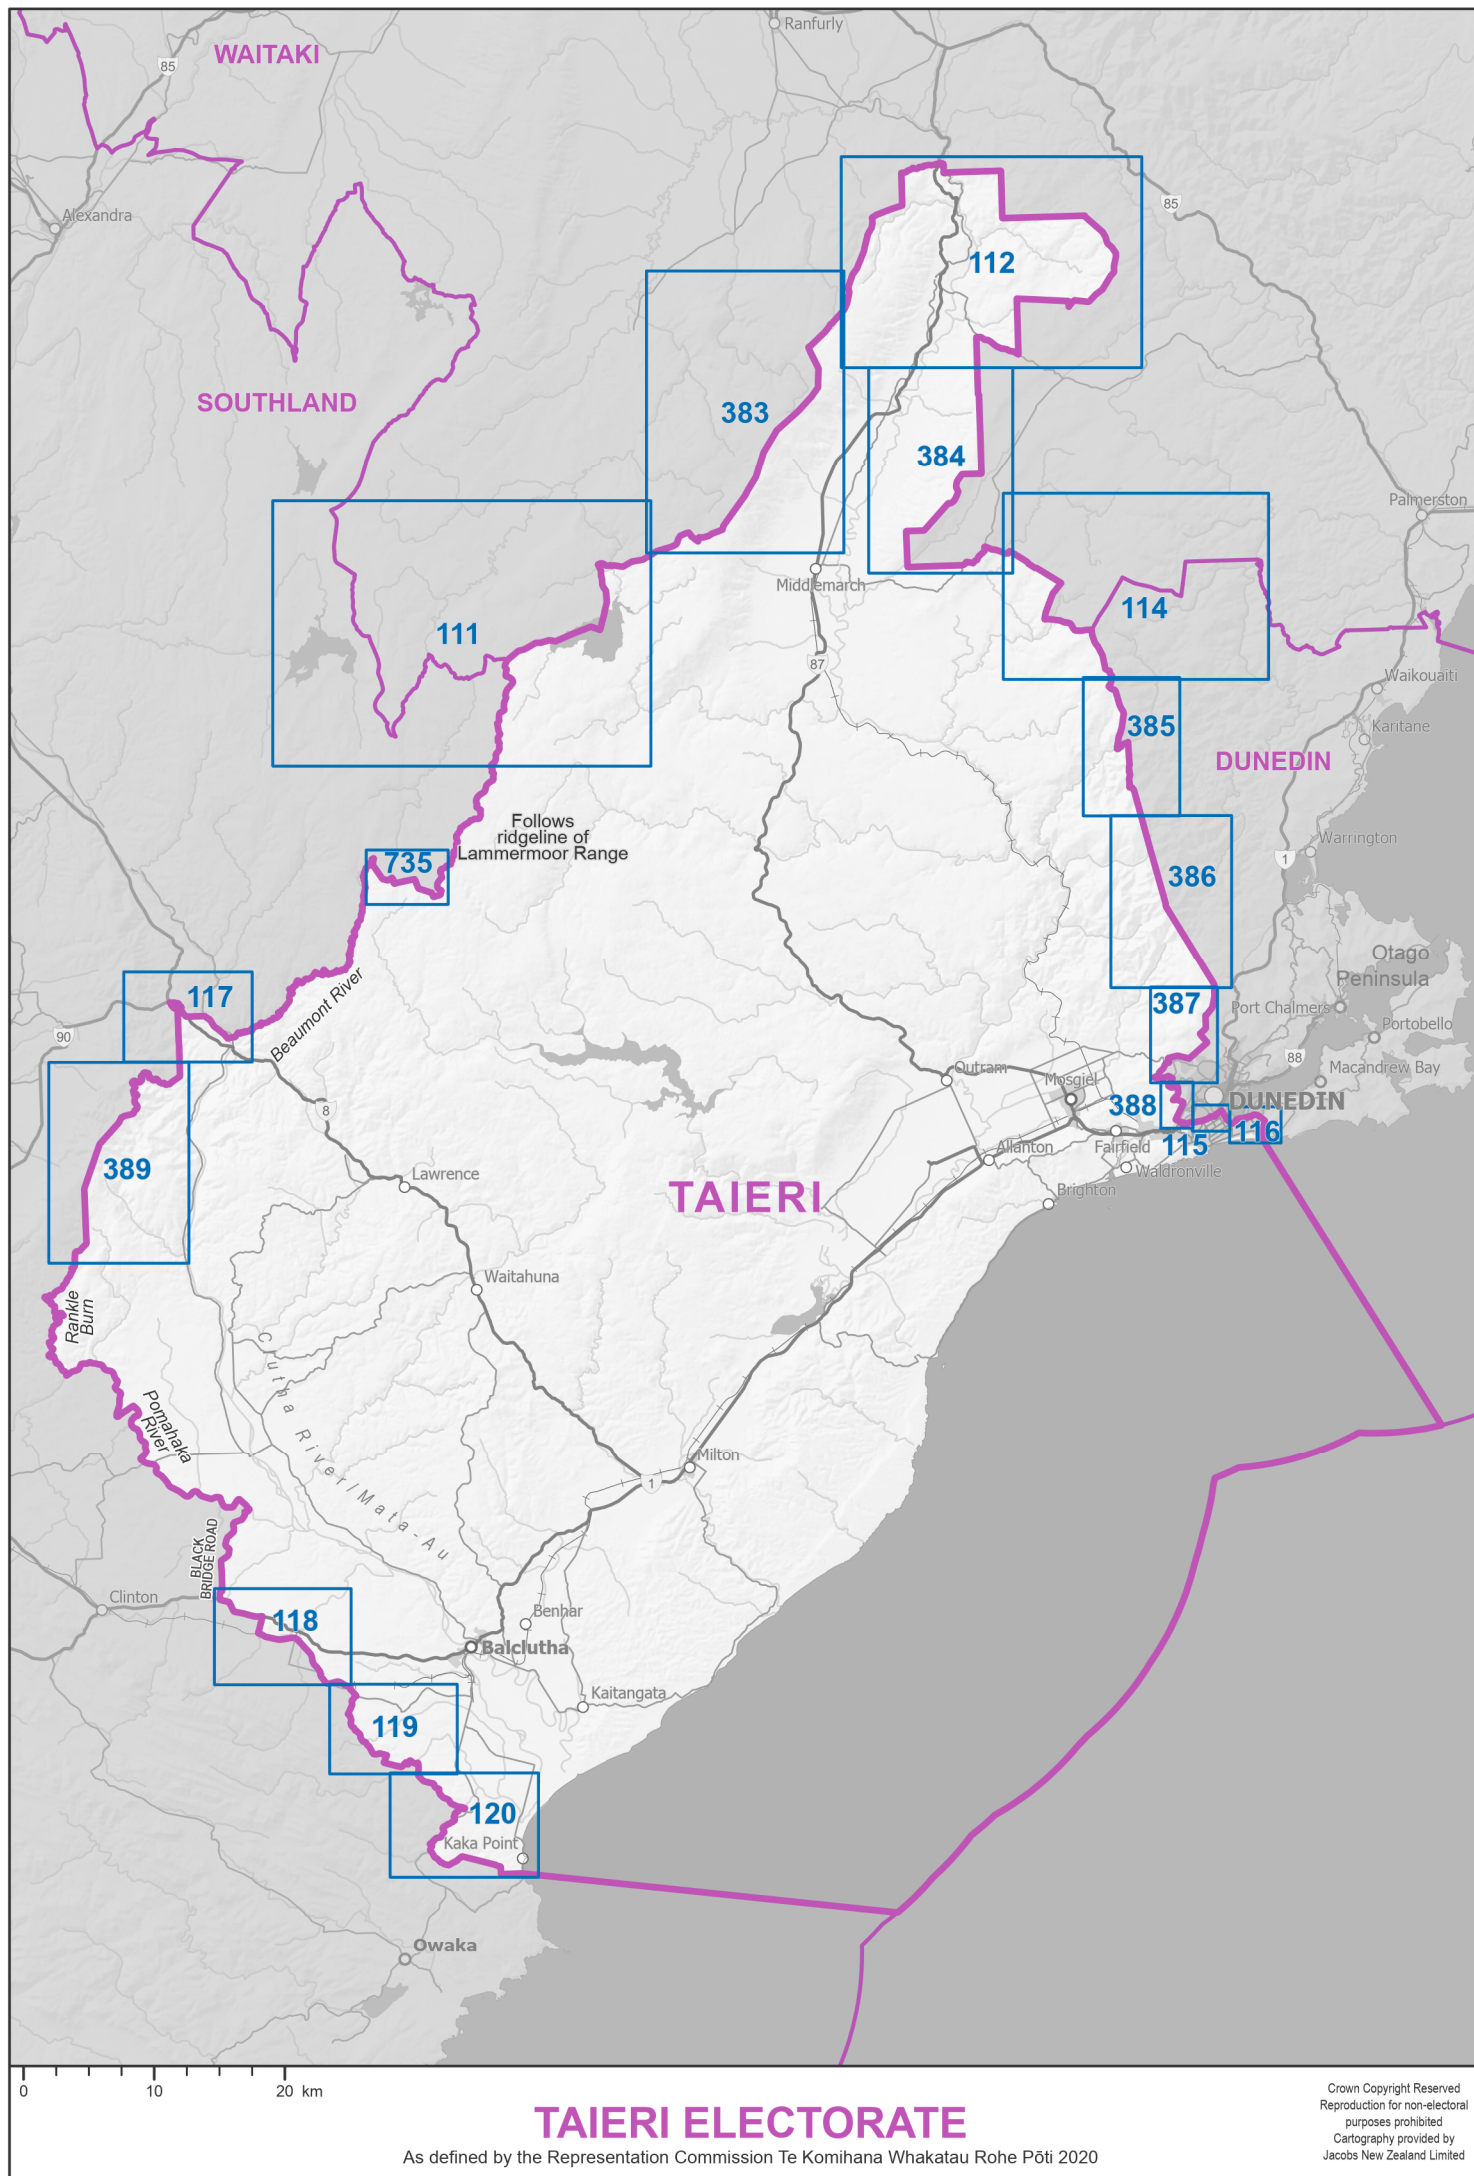 Ranfurly
WAITAKI
85
85
Alexandra
112
SOUTHLAND
383
384
Palmerston
Middlemarch
114
111
87
Waikouaiti
Karitane
385
DUNEDIN
Follows
ridgeline of
Lammermoor Range
735
Warrington
1
386
Otago
Peninsula
117
387
Port Chalmers
Beaumont River
Portobello
90
88
Outram
Mosgiel
Macandrew Bay
8
388
DUNEDIN
116
115
Fairfield
Allanton
Waldronville
389
Lawrence
TAIERI
Brighton
Waitahuna
Rankle
Burn
Clutha River/Mata-Au
Pomahaka
River
Milton
1
BLACK
BRIDGE ROAD
Clinton
118
Benhar
Balclutha
Kaitangata
119
120
Kaka Point
Owaka
0 10 20 km
TAIERI ELECTORATE
As defined by the Representation Commission Te Komihana Whakatau Rohe Pōti 2020
Crown Copyright Reserved
Reproduction for non-electoral
purposes prohibited
Cartography provided by
Jacobs New Zealand Limited